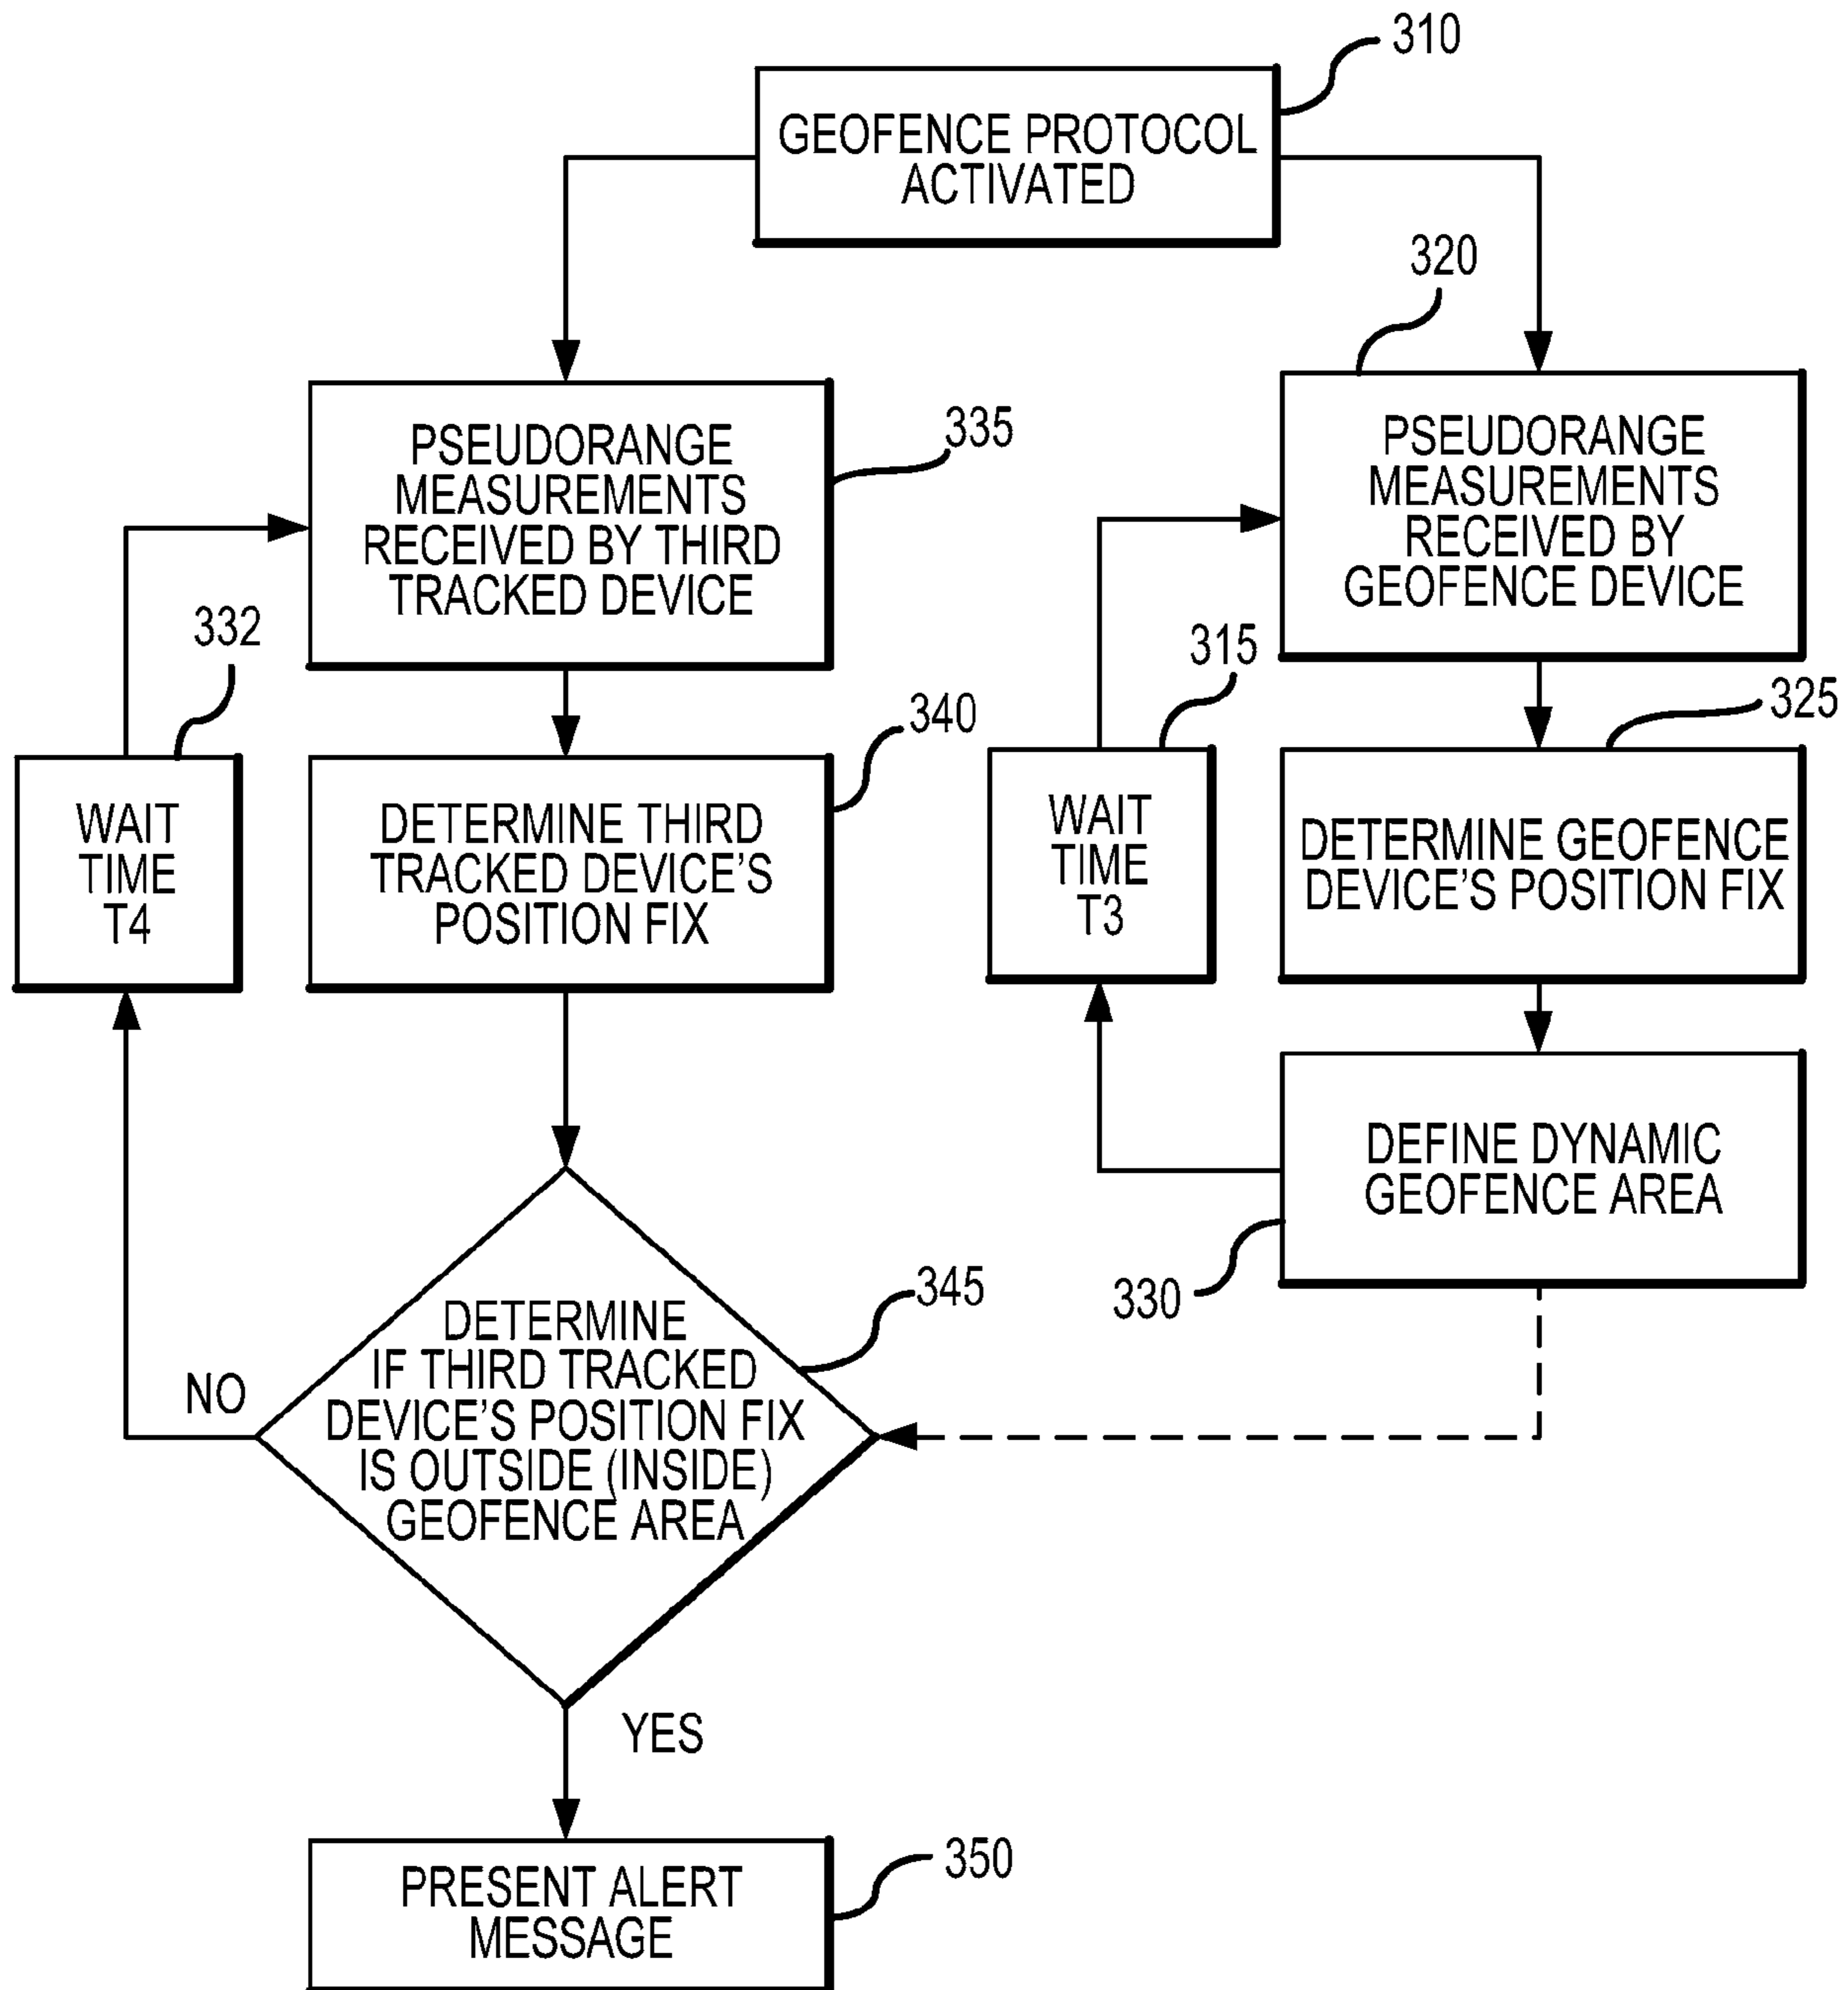 310
GEOFENCE PROTOCOL
ACTIVATED
320
PSEUDORANGE
MEASUREMENTS
RECEIVED BY THIRD
TRACKED DEVICE
335
PSEUDORANGE
MEASUREMENTS
RECEIVED BY
GEOFENCE DEVICE
332
315
340
325
WAIT
TIME
T4
DETERMINE THIRD
TRACKED DEVICE'S
POSITION FIX
WAIT
TIME
T3
DETERMINE GEOFENCE
DEVICE'S POSITION FIX
DEFINE DYNAMIC
GEOFENCE AREA
330
345
DETERMINE
IF THIRD TRACKED
DEVICE'S POSITION FIX
IS OUTSIDE (INSIDE)
GEOFENCE AREA
NO
YES
PRESENT ALERT
MESSAGE
350